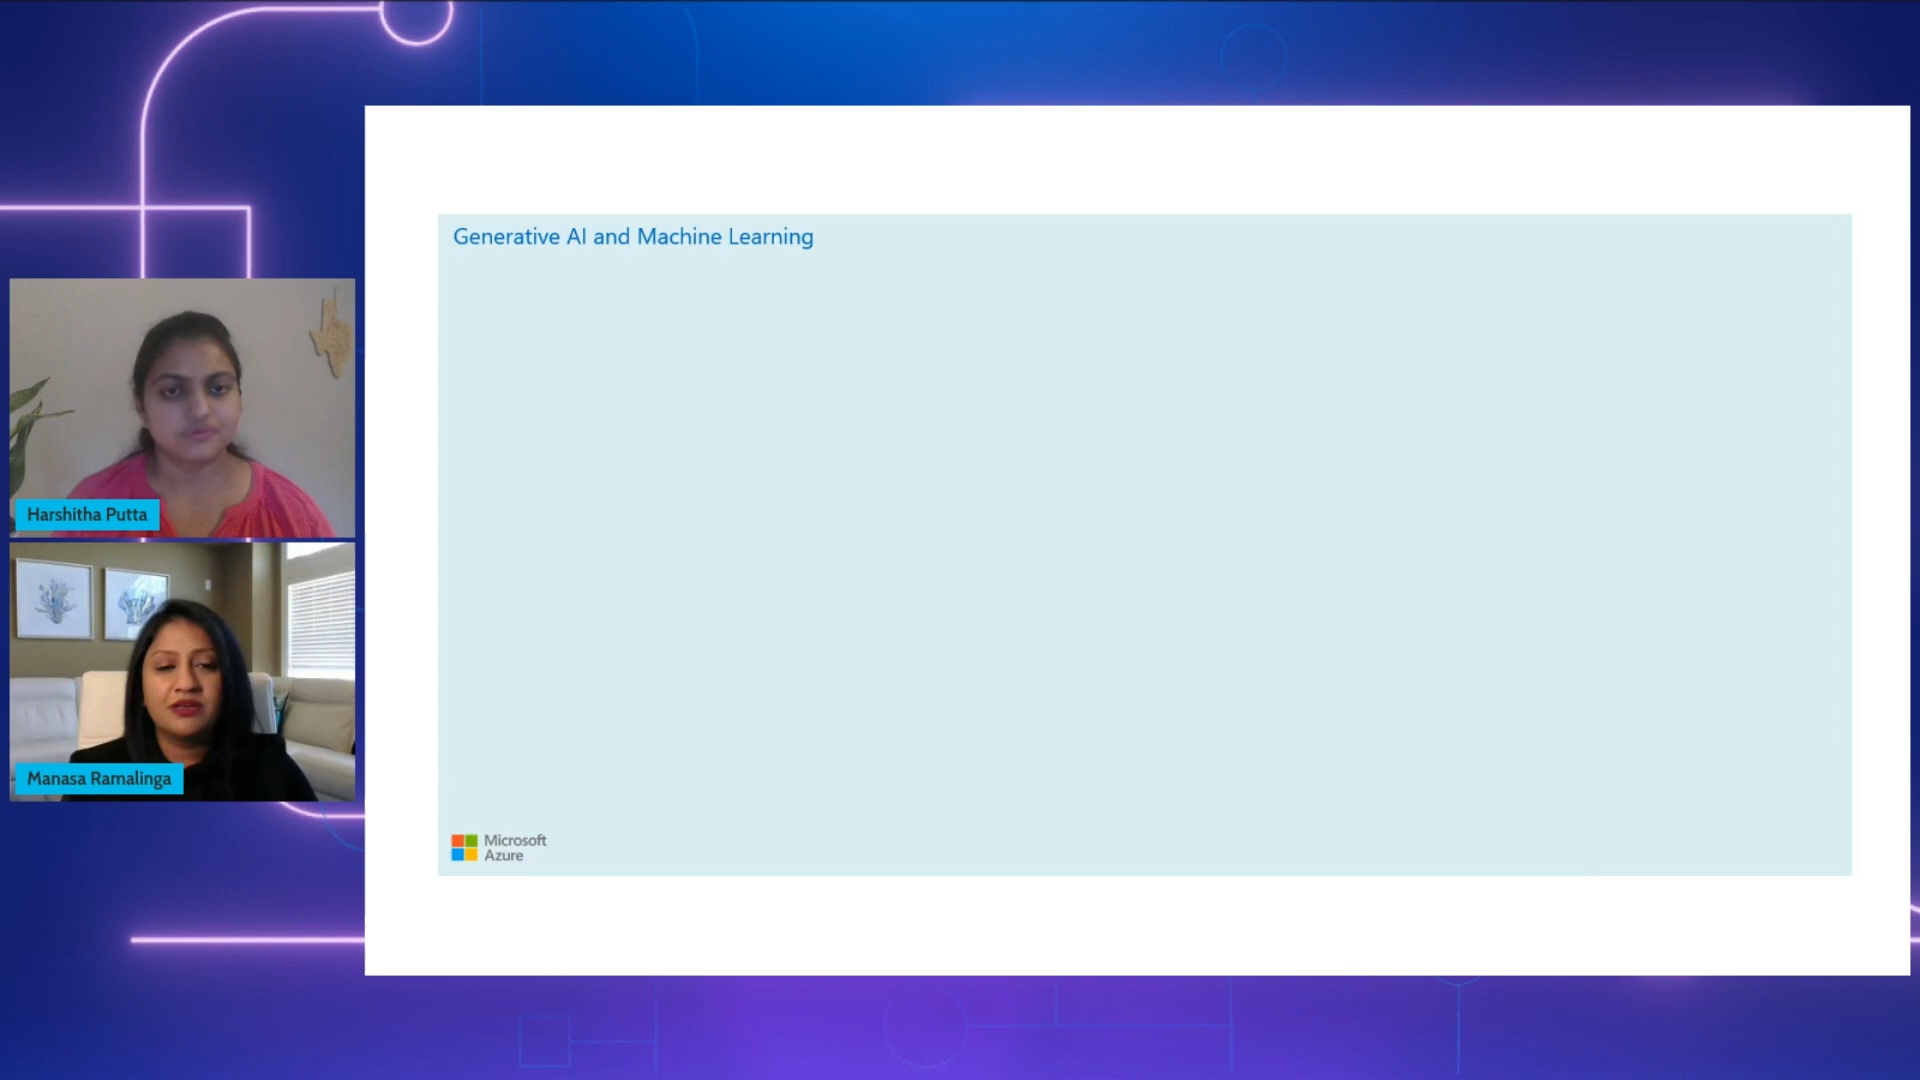 Generative AI and Machine Learning
Harshitha Putta
Manasa Ramalinga
Microsoft
Azure